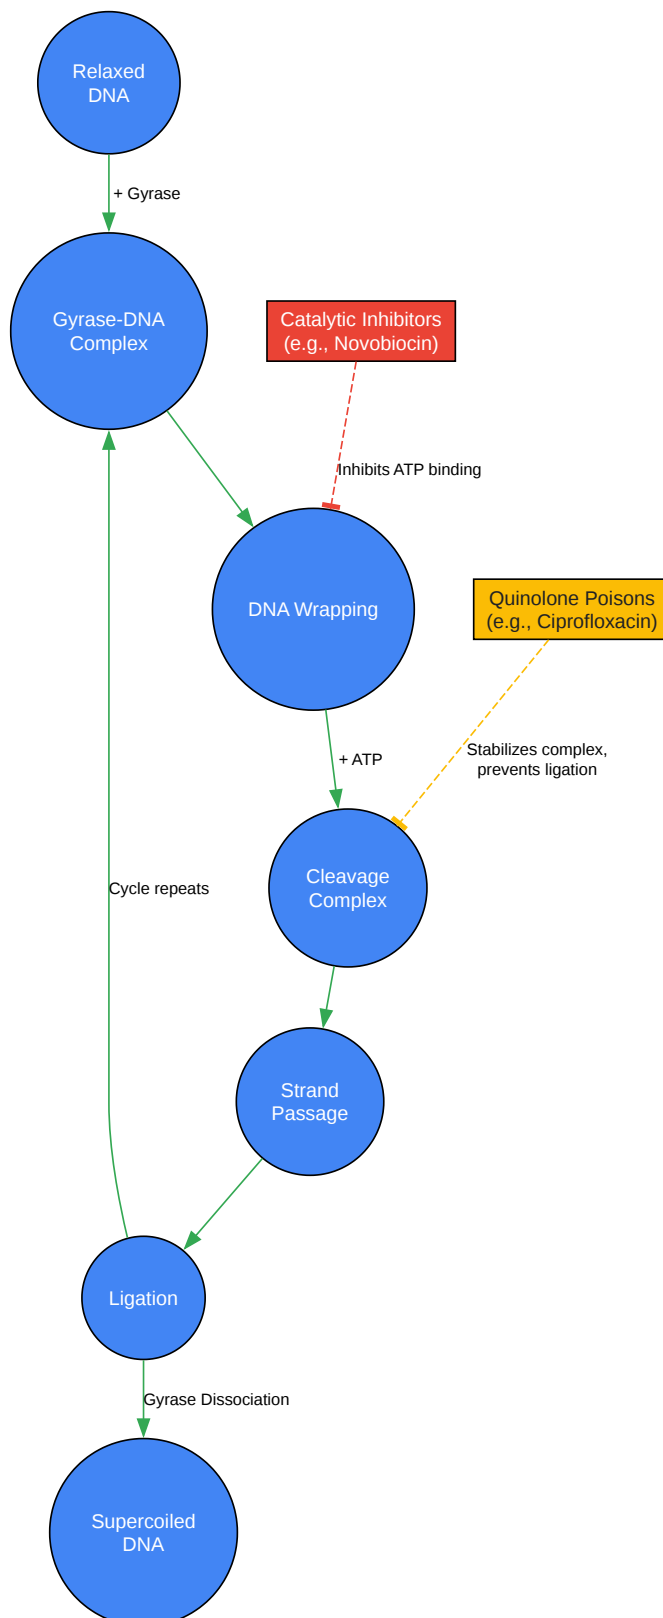 Relaxed
DNA
+ Gyrase
Gyrase-DNA
Complex
Catalytic Inhibitors
(e.g., Novobiocin)
Inhibits ATP binding
DNA Wrapping
Quinolone Poisons
(e.g., Ciprofloxacin)
+ ATP
Stabilizes complex,
prevents ligation
Cleavage
Complex
Cycle repeats
Strand
Passage
Ligation
Gyrase Dissociation
Supercoiled
DNA